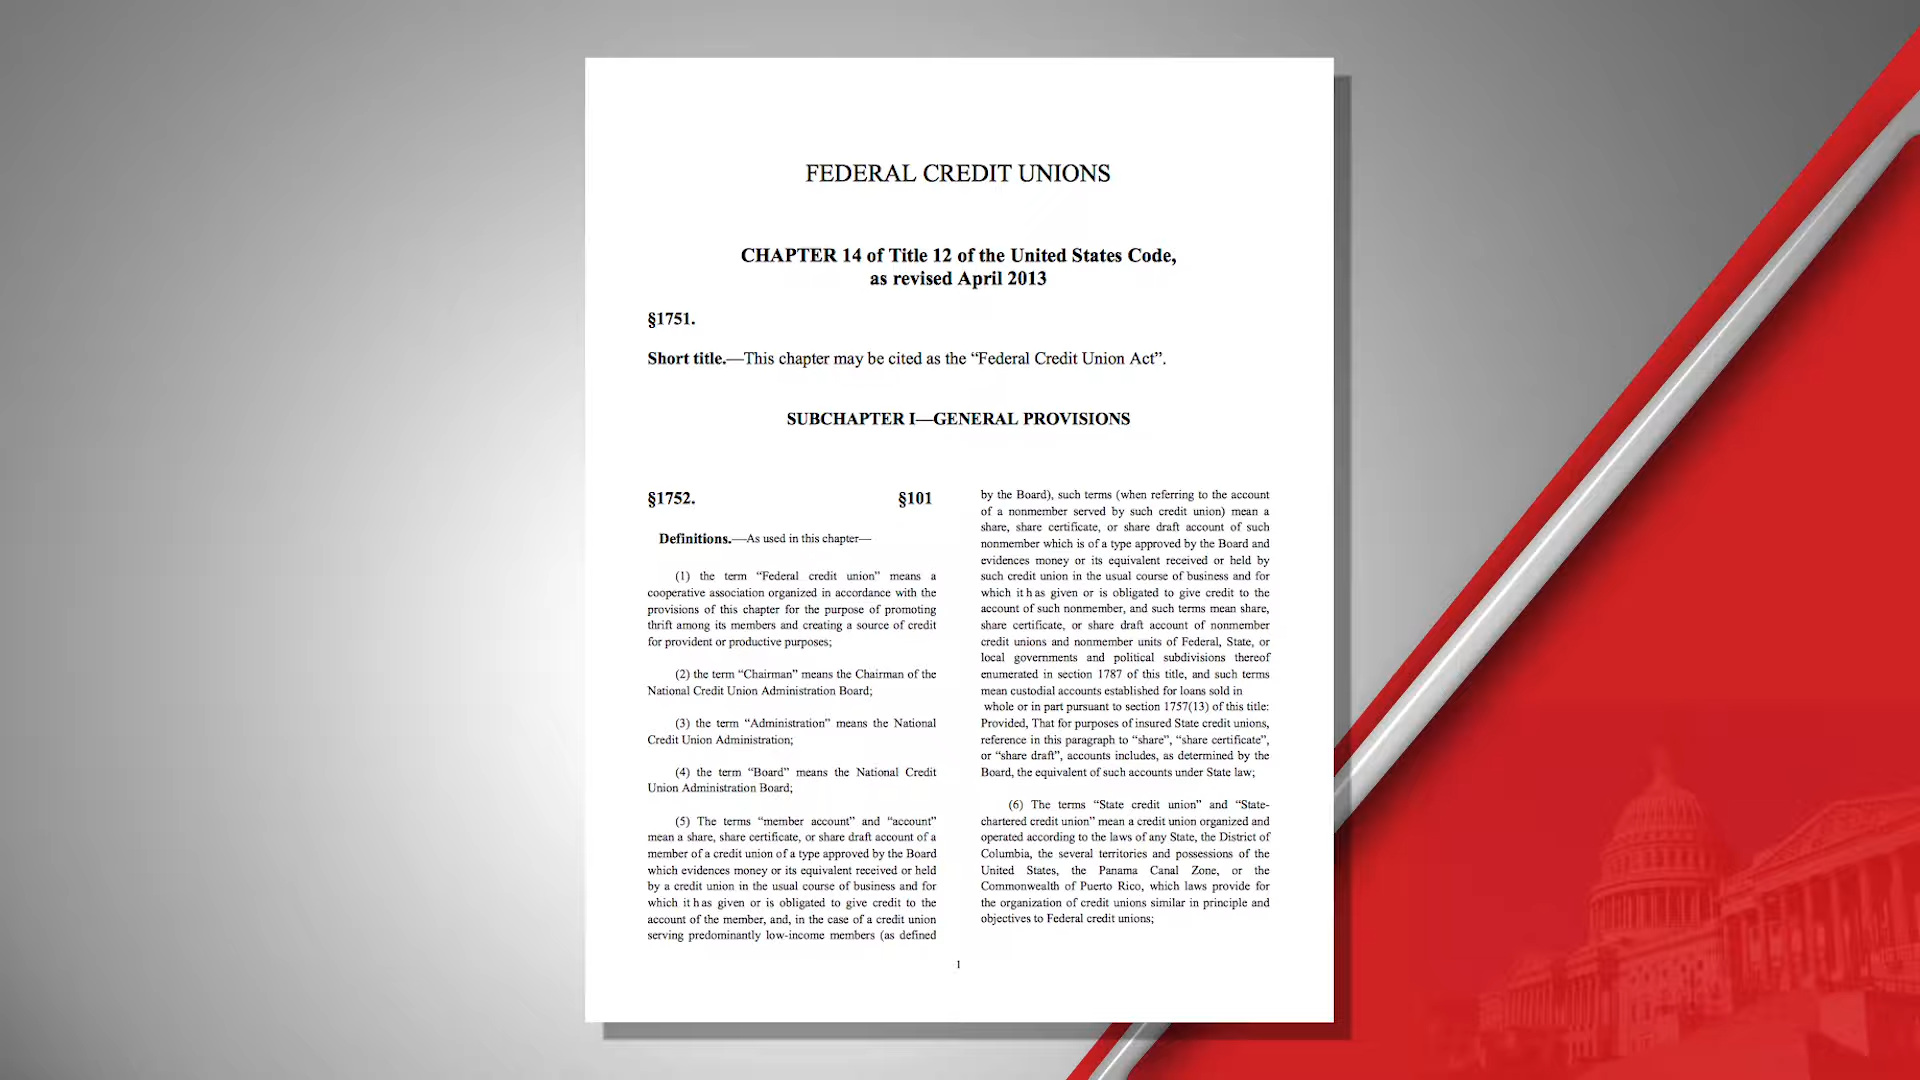 FEDERAL CREDIT UNIONS
CHAPTER 14 of Title 12 of the United States Code,
as revised April 2013
§1751.
Short title.—This chapter may be cited as the “Federal Credit Union Act”.
SUBCHAPTER I—GENERAL PROVISIONS
§1752. §101
Definitions.—As used in this chapter—
(1) the term “Federal credit union” means a
cooperative association organized in accordance with the
provisions of this chapter for the purpose of promoting
thrift among its members and creating a source of credit
for provident or productive purposes;
(2) the term “Chairman” means the Chairman of the
National Credit Union Administration Board;
(3) the term “Administration” means the National
Credit Union Administration;
(4) the term “Board” means the National Credit
Union Administration Board;
(5) The terms “member account” and “account”
mean a share, share certificate, or share draft account of a
member of a credit union of a type approved by the Board
which evidences money or its equivalent received or held
by a credit union in the usual course of business and for
which it has given or is obligated to give credit to the
account of the member, and, in the case of a credit union
serving predominantly low-income members (as defined
by the Board), such terms (when referring to the account
of a nonmember served by such credit union) mean a
share, share certificate, or share draft account of such
nonmember which is of a type approved by the Board and
evidences money or its equivalent received or held by
such credit union in the usual course of business and for
which it has given or is obligated to give credit to the
account of such nonmember, and such terms mean share,
share certificate, or share draft account of nonmember
credit unions and nonmember units of Federal, State, or
local governments and political subdivisions thereof
enumerated in section 1787 of this title, and such terms
mean custodial accounts established for loans sold in
whole or in part pursuant to section 1757(13) of this title:
Provided, That for purposes of insured State credit unions,
reference in this paragraph to “share”, “share certificate”,
or “share draft”, accounts includes, as determined by the
Board, the equivalent of such accounts under State law;
(6) The terms “State credit union” and “State-
chartered credit union” mean a credit union organized and
operated according to the laws of any State, the District of
Columbia, the several territories and possessions of the
United States, the Panama Canal Zone, or the
Commonwealth of Puerto Rico, which laws provide for
the organization of credit unions similar in principle and
objectives to Federal credit unions;
1